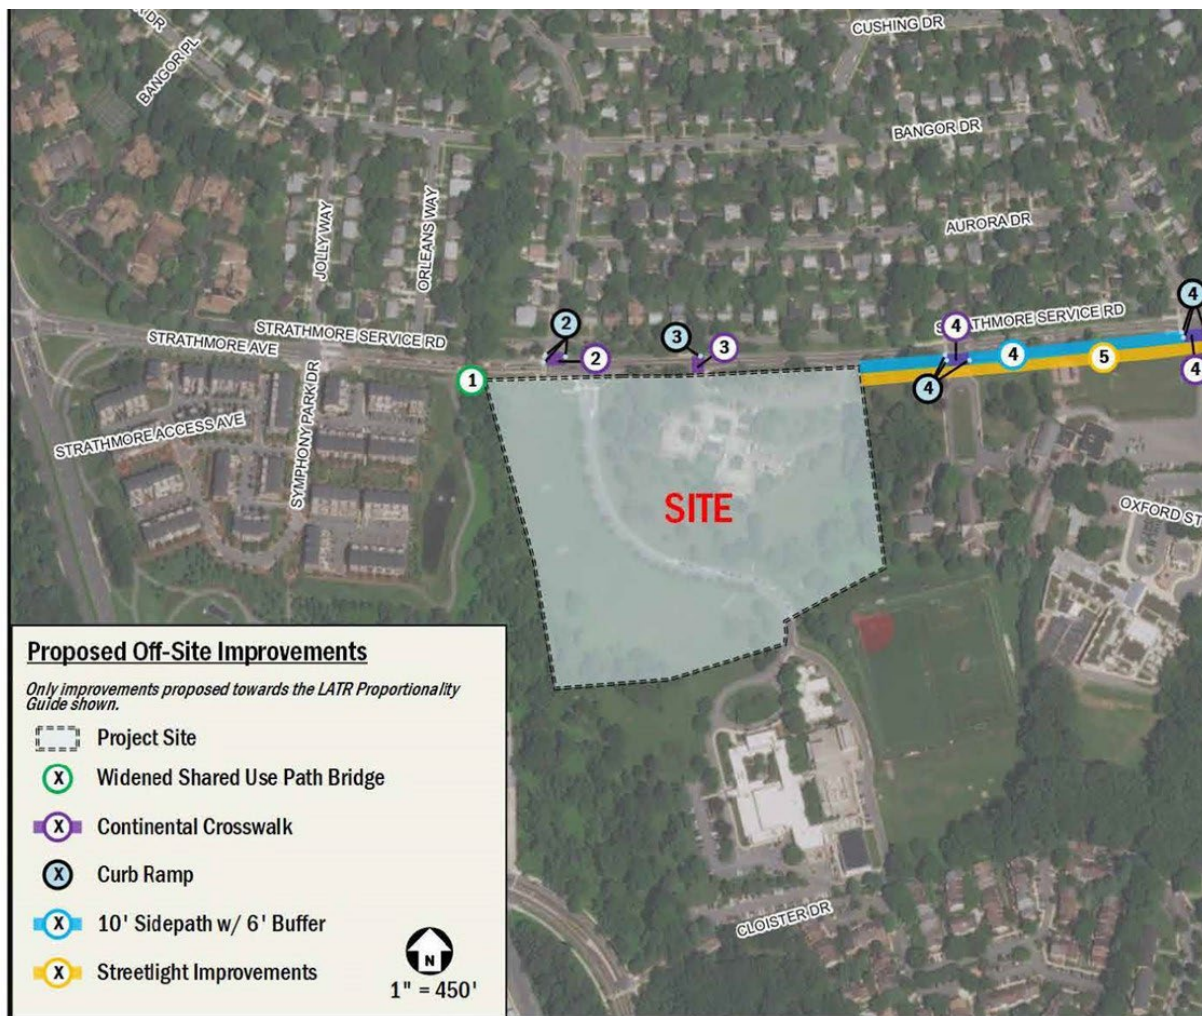 CUSHING DR
BANGOR PL
BANGOR DR
JOLLY WAY
ORLEANS WAY
AURORA DR
4
STRATHMORE SERVICE RD
2
4
STRATHMORE SERVICE RD
STRATHMORE AVE
3
3
2
4
5
4
4
1
STRATHMORE ACCESS AVE
SYMPHONY PARK DR
SITE
OXFORD ST
Proposed Off-Site Improvements
Only improvements proposed towards the LATR Proportionality
Guide shown.
Project Site
X Widened Shared Use Path Bridge
X Continental Crosswalk
X Curb Ramp
X 10' Sidepath w/ 6' Buffer
X Streetlight Improvements
N
1" = 450'
CLOISTER DR